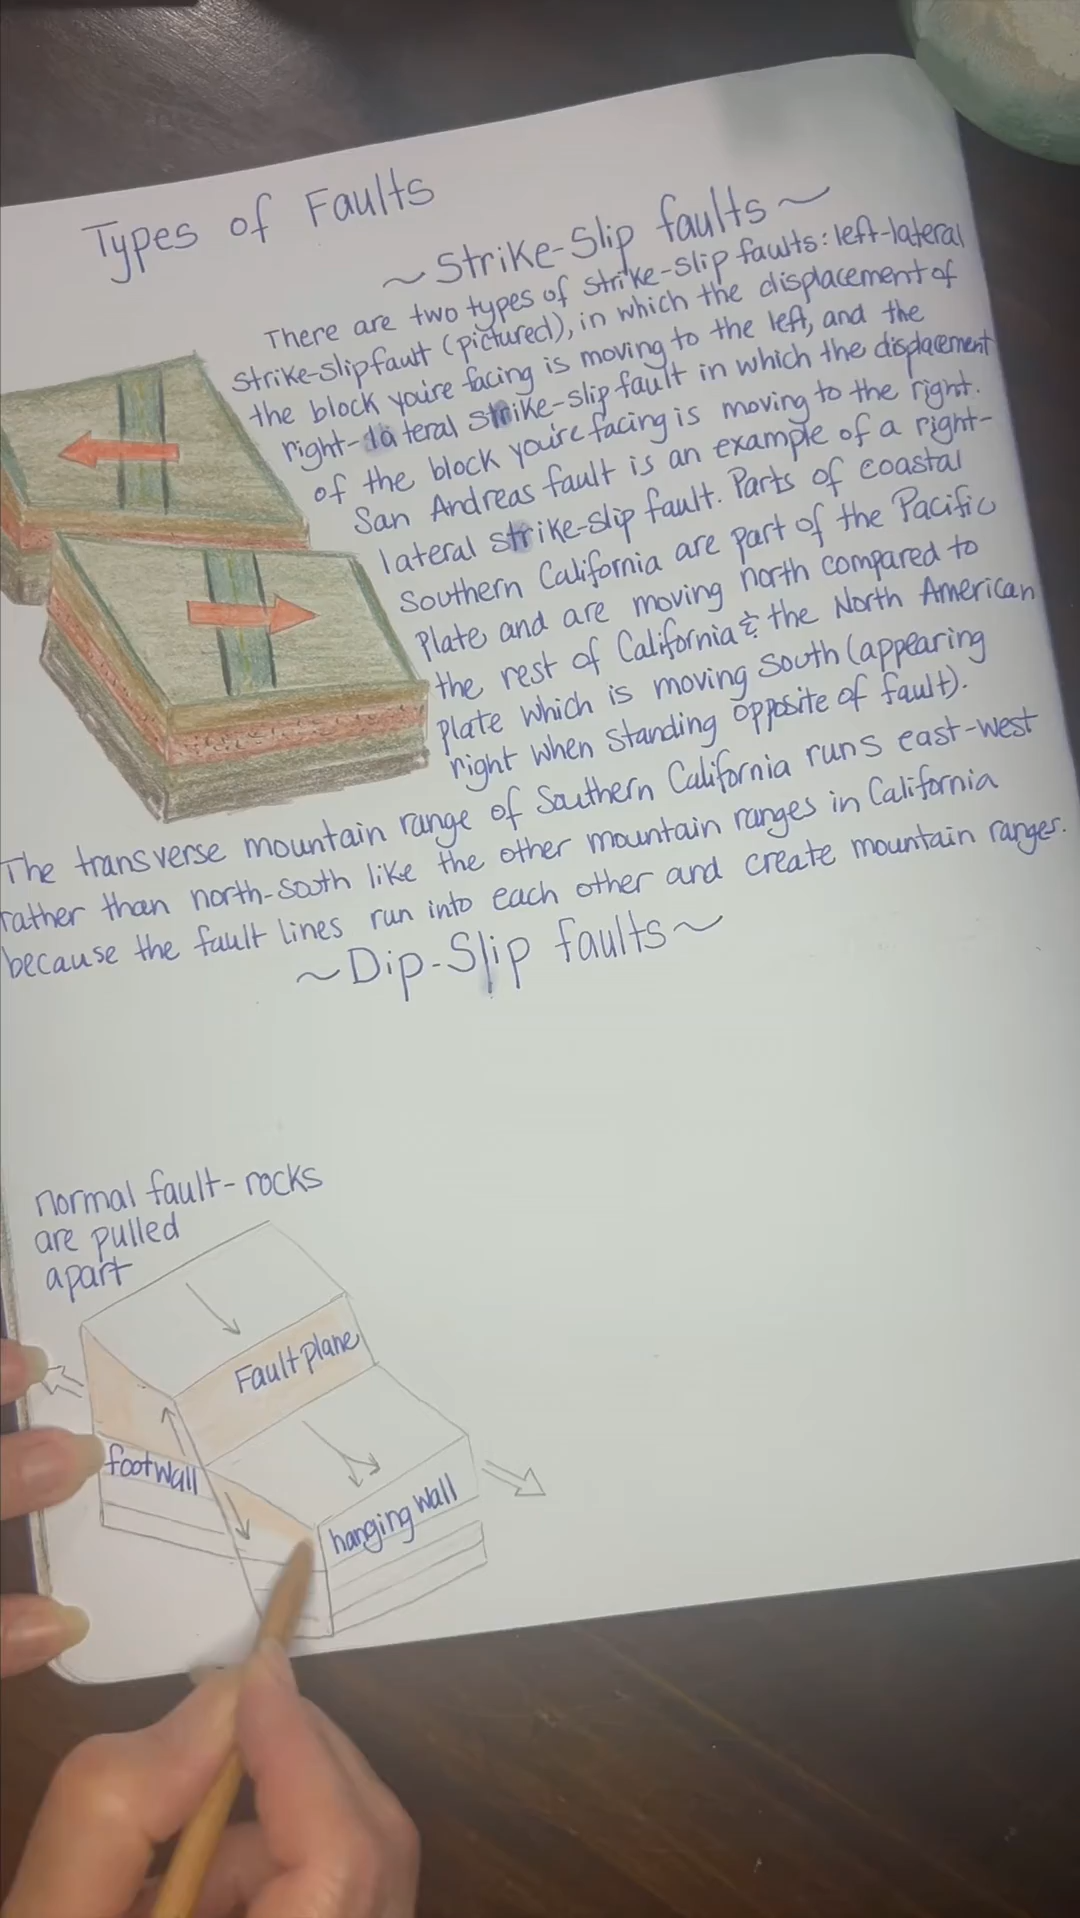 Types of Faults
~Strike-Slip faults~
There are two types of strike-slip faults: left-lateral
strike-slip fault (pictured), in which the displacement of
the block you're facing is moving to the left, and the
right-lateral strike-slip fault in which the displacement
of the block you're facing is moving to the right.
San Andreas fault is an example of a right-
lateral strike-slip fault. Parts of coastal
Southern California are part of the Pacific
Plate and are moving north compared to
the rest of California & the North American
plate which is moving south (appearing
right when standing opposite of fault).
The transverse mountain range of Southern California runs east-west
rather than north-south like the other mountain ranges in California
because the fault lines run into each other and create mountain ranges.
~Dip-Slip faults~
normal fault-rocks
are pulled
apart
Fault plane
footwall
hanging wall